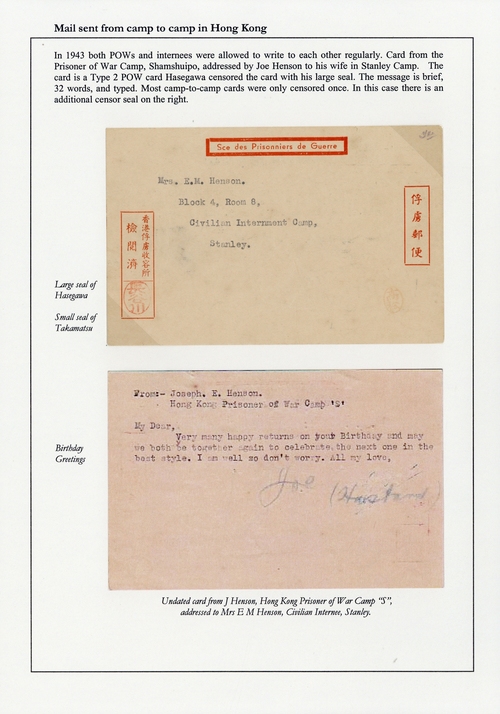 Mail sent from camp to camp in Hong Kong
In 1943 both POWs and internees were allowed to write to each other regularly. Card from the
Prisoner of War Camp, Shamshuipo, addressed by Joe Henson to his wife in Stanley Camp. The
card is a Type 2 POW card Hasegawa censored the card with his large seal. The message is brief,
32 words, and typed. Most camp-to-camp cards were only censored once. In this case there is an
additional censor seal on the right.
Sce des Prisonniers de Guerre
Mrs. E.M. Henson.
Block 4, Room 8,
Civilian Internment Camp,
Stanley.
香港俘虜收容所
檢閲済
俘虜郵便
Large seal of
Hasegawa
Small seal of
Takamatsu
From:- Joseph. E. Henson.
Hong Kong Prisoner of War Camp 'S'
My Dear,
Very many happy returns on your Birthday and may
we both be together again to celebrate the next one in the
best style. I am well so don't worry. All my love,
Joe (Husband)
Birthday
Greetings
Undated card from J Henson, Hong Kong Prisoner of War Camp "S",
addressed to Mrs E M Henson, Civilian Internee, Stanley.